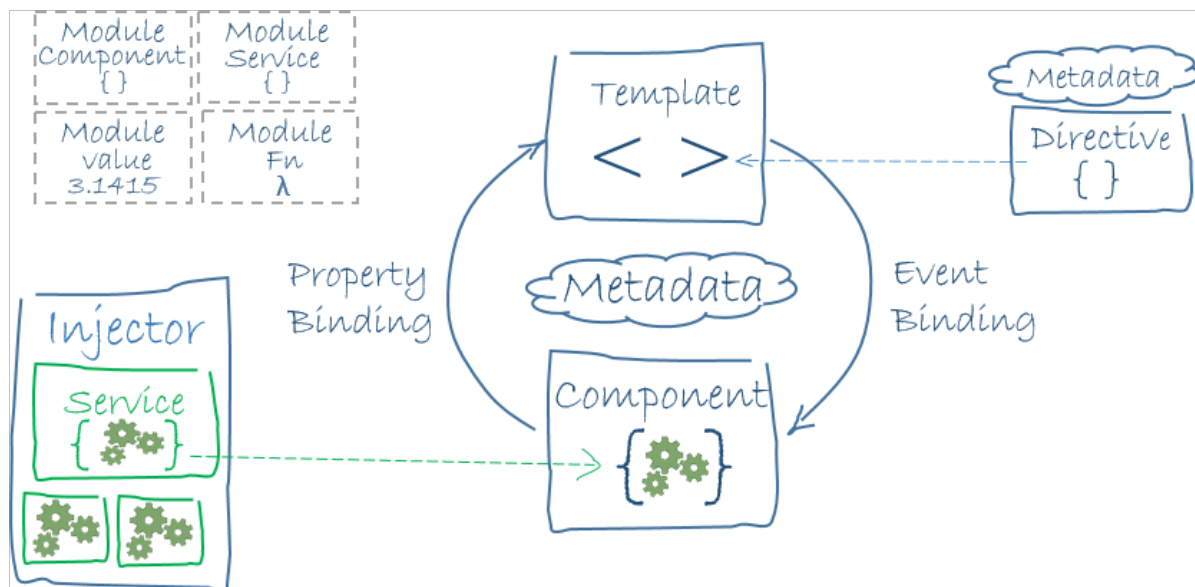 Module
Component
{ }
Module
Service
{ }
Module
value
3.1415
Module
Fn
λ
Template
< >
Metadata
Directive
{ }
Property
Binding
Metadata
Event
Binding
Injector
Service
{ }
Component
{ }